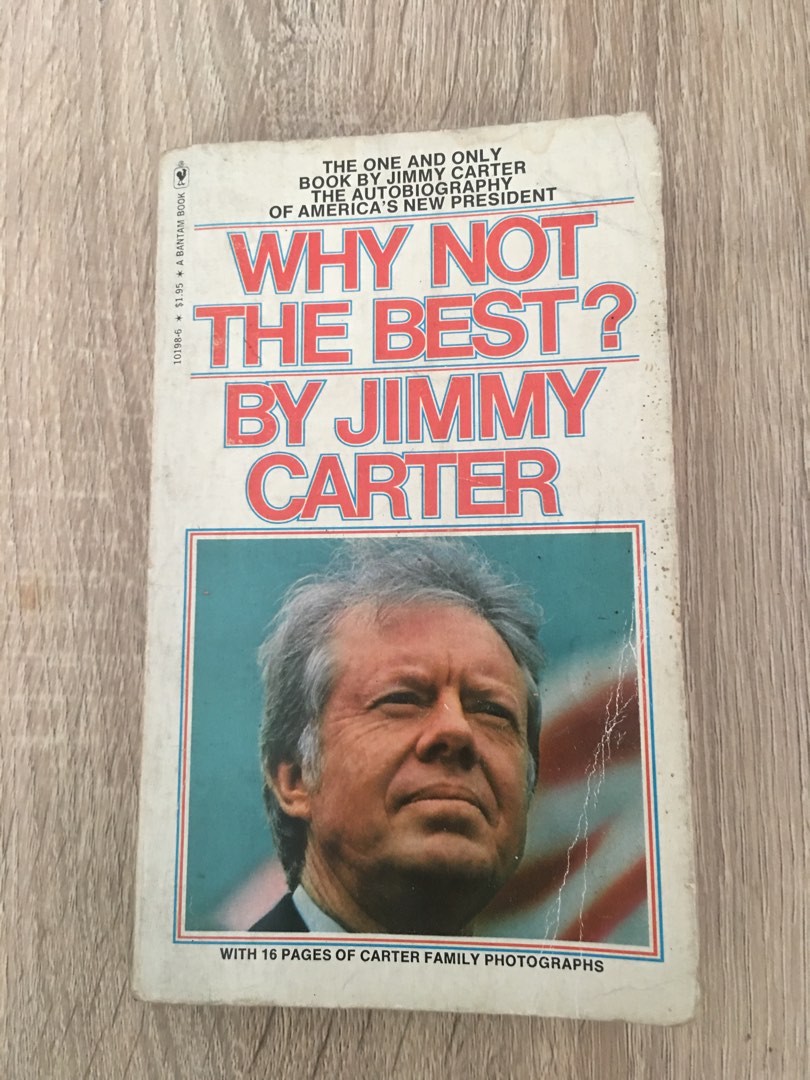 THE ONE AND ONLY
BOOK BY JIMMY CARTER
THE AUTOBIOGRAPHY
OF AMERICA'S NEW PRESIDENT
10198-6 * $1.95 * A BANTAM BOOK
WHY NOT
THE BEST?
BY JIMMY
CARTER
WITH 16 PAGES OF CARTER FAMILY PHOTOGRAPHS